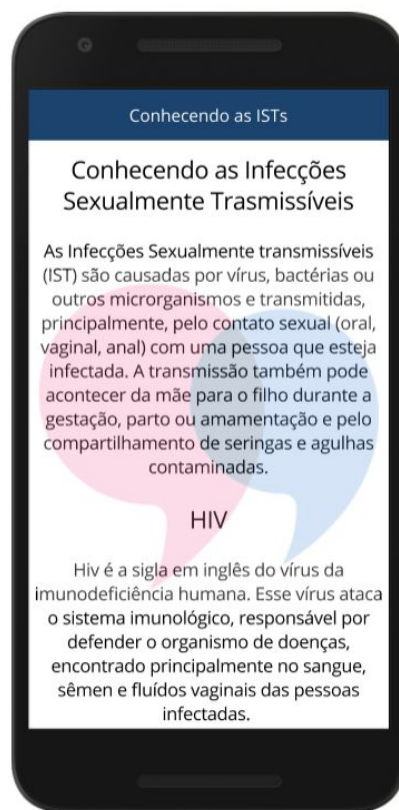 Conhecendo as ISTs
Conhecendo as Infecções
Sexualmente Trasmissíveis
As Infecções Sexualmente transmissíveis
(IST) são causadas por vírus, bactérias ou
outros microrganismos e transmitidas,
principalmente, pelo contato sexual (oral,
vaginal, anal) com uma pessoa que esteja
infectada. A transmissão também pode
acontecer da mãe para o filho durante a
gestação, parto ou amamentação e pelo
compartilhamento de seringas e agulhas
contaminadas.
HIV
Hiv é a sigla em inglês do vírus da
imunodeficiência humana. Esse vírus ataca
o sistema imunológico, responsável por
defender o organismo de doenças,
encontrado principalmente no sangue,
sêmen e fluídos vaginais das pessoas
infectadas.